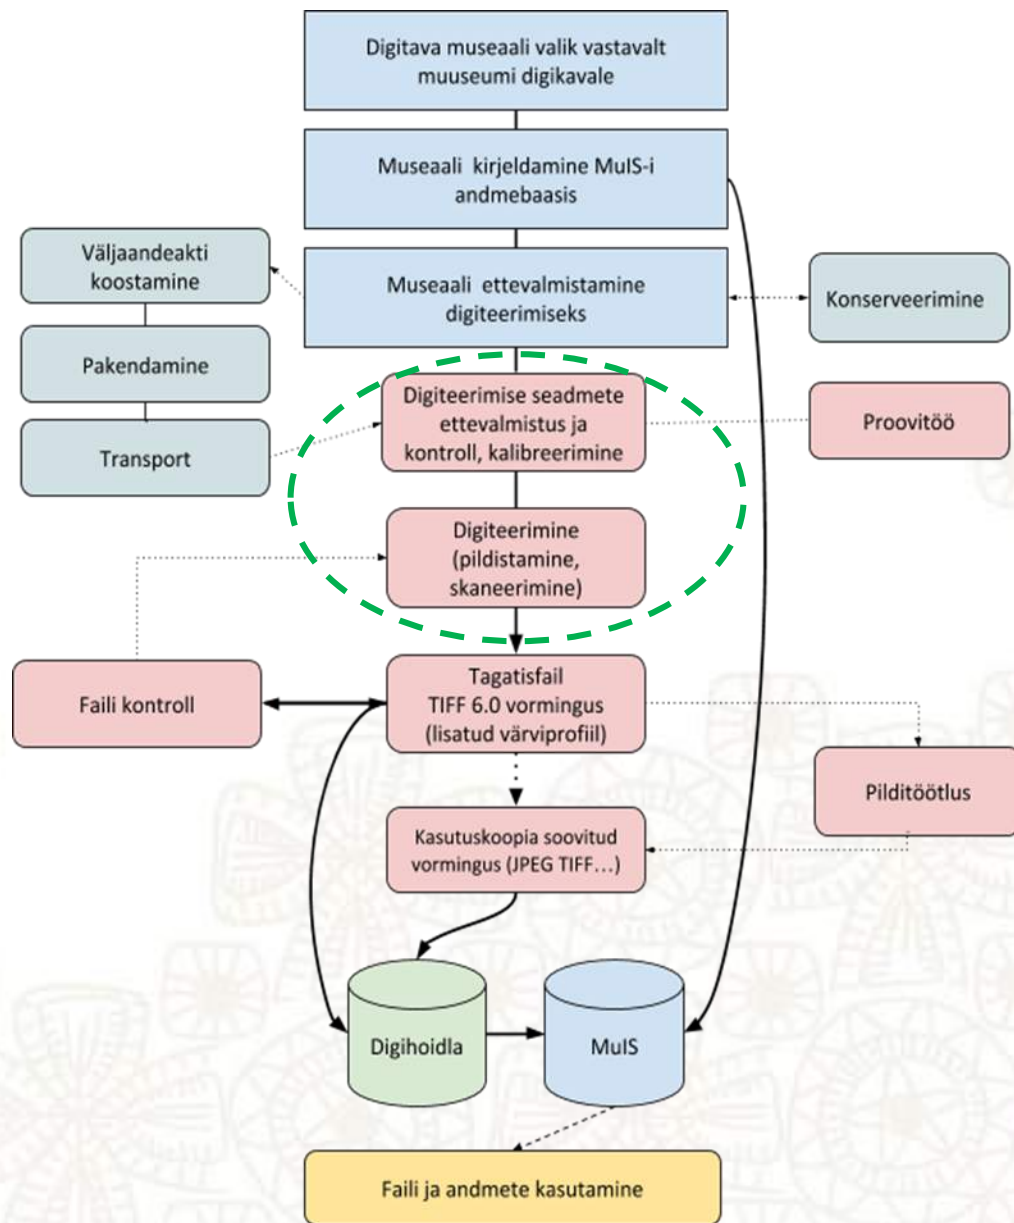 Digitava museaali valik vastavalt
muuseumi digikavale
Museaali kirjeldamine MuIS-i
andmebaasis
Väljaandeakti
koostamine
Museaali ettevalmistamine
digiteerimiseks
Konserveerimine
Pakendamine
Digiteerimise seadmete
ettevalmistus ja
kontroll, kalibreerimine
Proovitöö
Transport
Digiteerimine
(pildistamine,
skaneerimine)
Faili kontroll
Tagatisfail
TIFF 6.0 vormingus
(lisatud värviprofiil)
Pilditöötlus
Kasutuskoopia soovitud
vormingus (JPEG TIFF...)
Digihoidla
MuIS
Faili ja andmete kasutamine